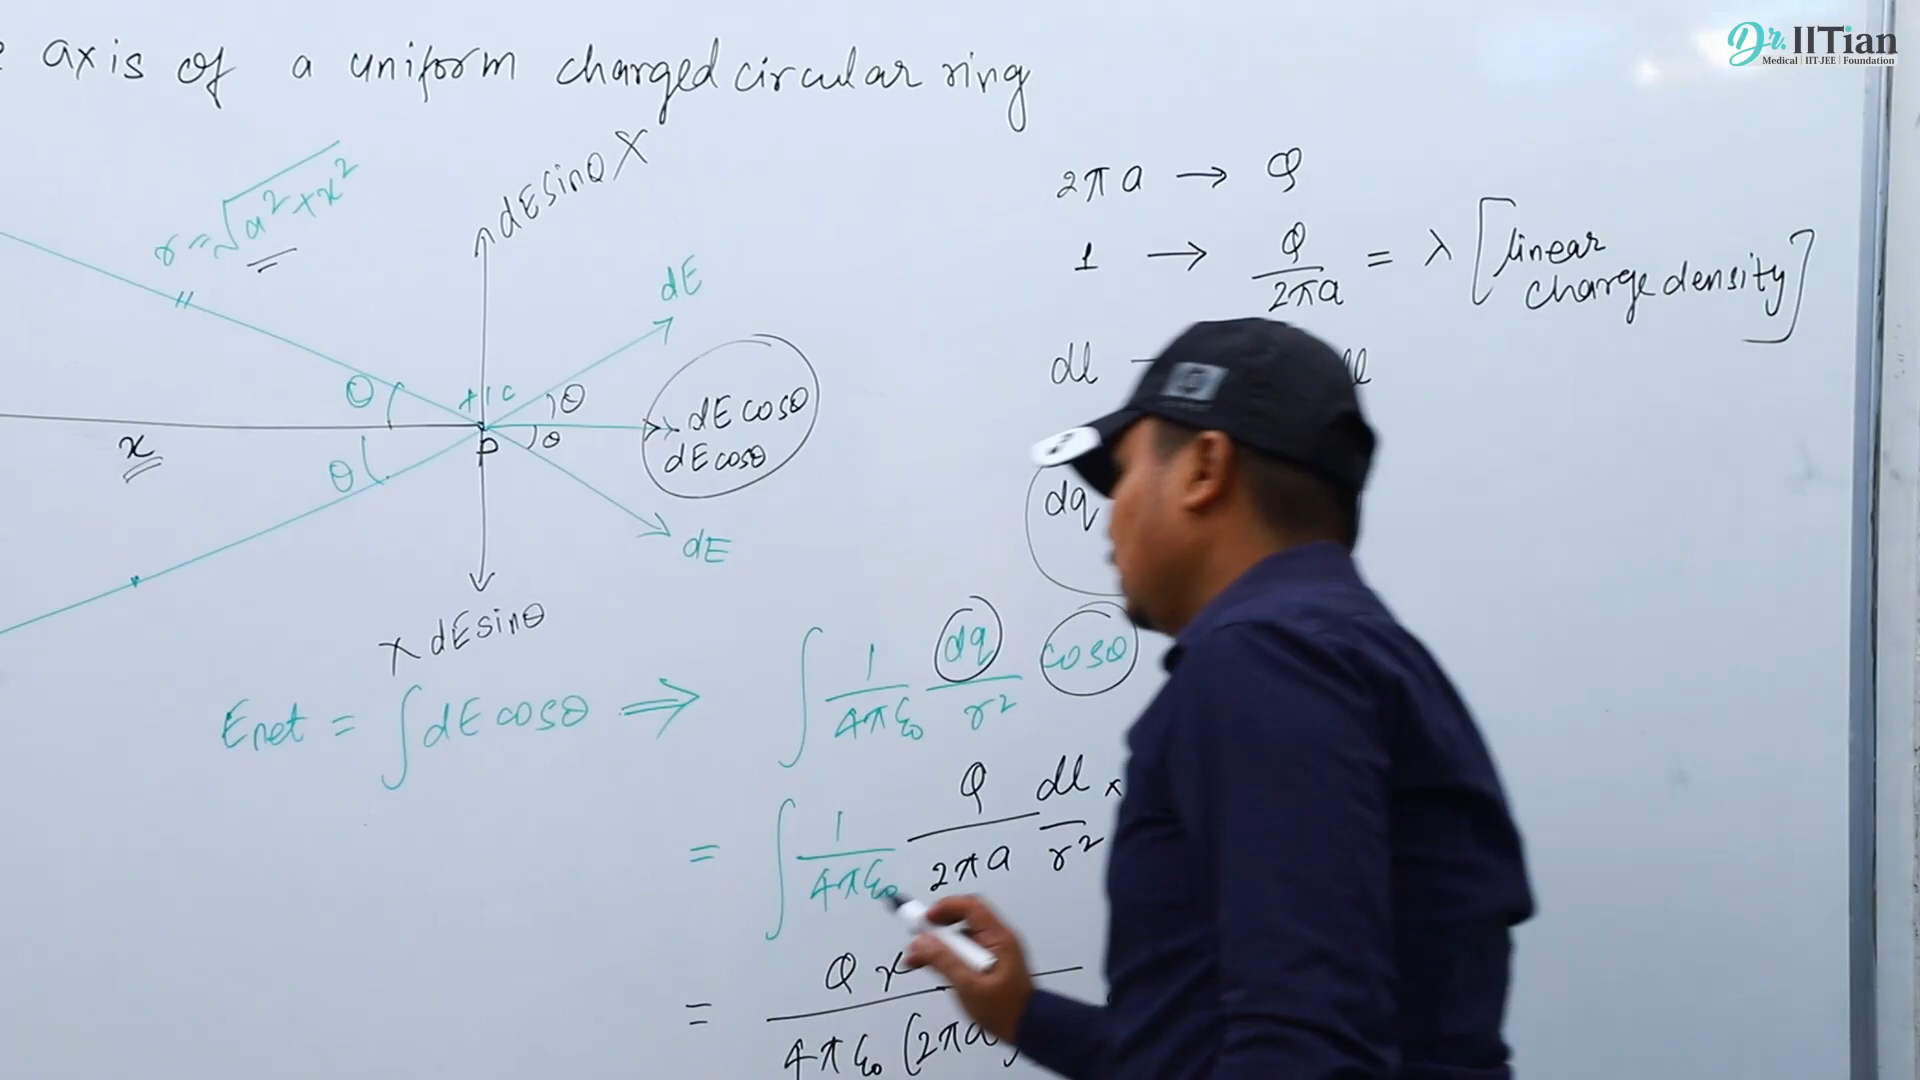 axis of a uniform charged circular ring
Dr. IITian
Medical | IIT-JEE | Foundation
r = √a² + x²
dE sinθ X
2πa → Q
1 → Q/2πa = λ [linear
charge density]
dE
dl
θ
+1C
θ
dE cosθ
x
P
θ
dE cosθ
θ
dq
dE
X dE sinθ
Enet = ∫ dE cosθ ⟹ ∫ 1/4πε₀ dq/r² cosθ
= ∫ 1/4πε₀ Q/2πa dl/r² ×
= Q x
4πε₀ (2πa